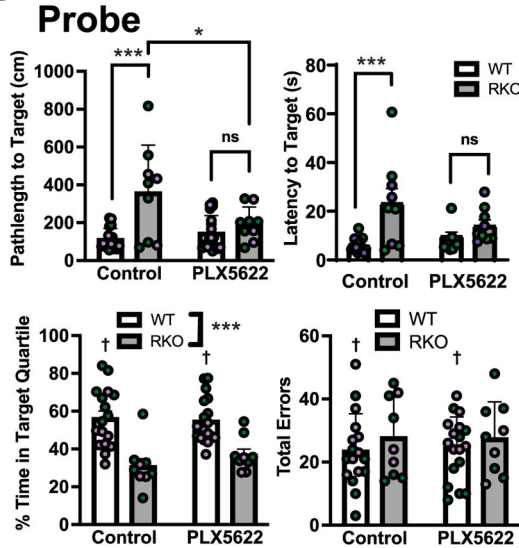 Probe
Pathlength to Target (cm)
1000
800
600
400
200
0
***
*
ns
Control
PLX5622
Latency to Target (s)
80
60
40
20
0
***
ns
WT
RKO
Control
PLX5622
% Time in Target Quartile
100
80
60
40
20
0
WT
RKO
***
†
†
Control
PLX5622
Total Errors
60
40
20
0
WT
RKO
†
†
Control
PLX5622